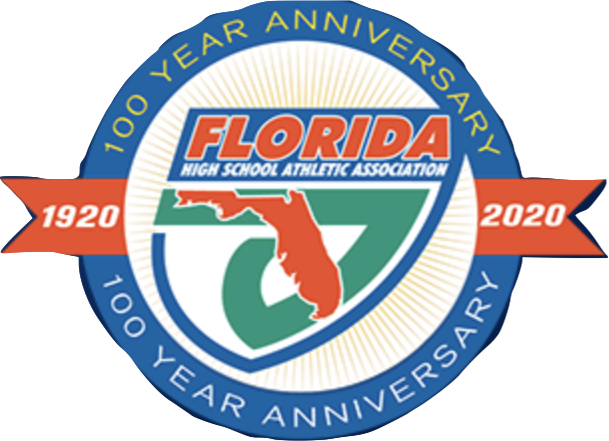 100 YEAR ANNIVERSARY
FLORIDA
HIGH SCHOOL ATHLETIC ASSOCIATION
1920
2020
100 YEAR ANNIVERSARY